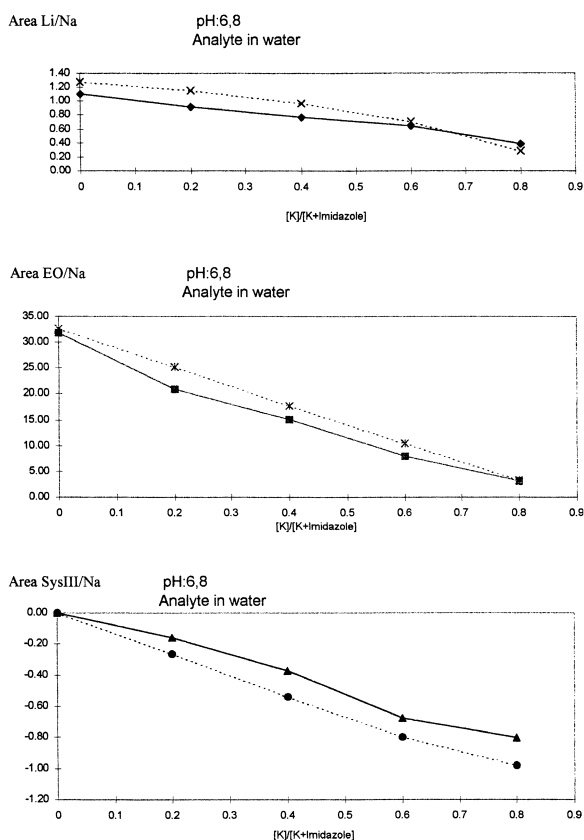 Area Li/Na
pH:6,8
Analyte in water
1.40
1.20
1.00
0.80
0.60
0.40
0.20
0.00
0 0.1 0.2 0.3 0.4 0.5 0.6 0.7 0.8 0.9
[K]/[K+Imidazole]
Area EO/Na
pH:6,8
Analyte in water
35.00
30.00
25.00
20.00
15.00
10.00
5.00
0.00
0 0.1 0.2 0.3 0.4 0.5 0.6 0.7 0.8 0.9
[K]/[K+Imidazole]
Area SysIII/Na
pH:6,8
Analyte in water
0.00
-0.20
-0.40
-0.60
-0.80
-1.00
-1.20
0 0.1 0.2 0.3 0.4 0.5 0.6 0.7 0.8 0.9
[K]/[K+Imidazole]